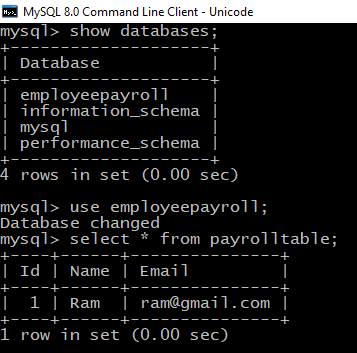 MySQL 8.0 Command Line Client - Unicode
mysql> show databases;
+--------------------+
| Database           |
+--------------------+
| employeepayroll    |
| information_schema |
| mysql              |
| performance_schema |
+--------------------+
4 rows in set (0.00 sec)

mysql> use employeepayroll;
Database changed
mysql> select * from payrolltable;
+----+------+---------------+
| Id | Name | Email         |
+----+------+---------------+
|  1 | Ram  | ram@gmail.com |
+----+------+---------------+
1 row in set (0.00 sec)